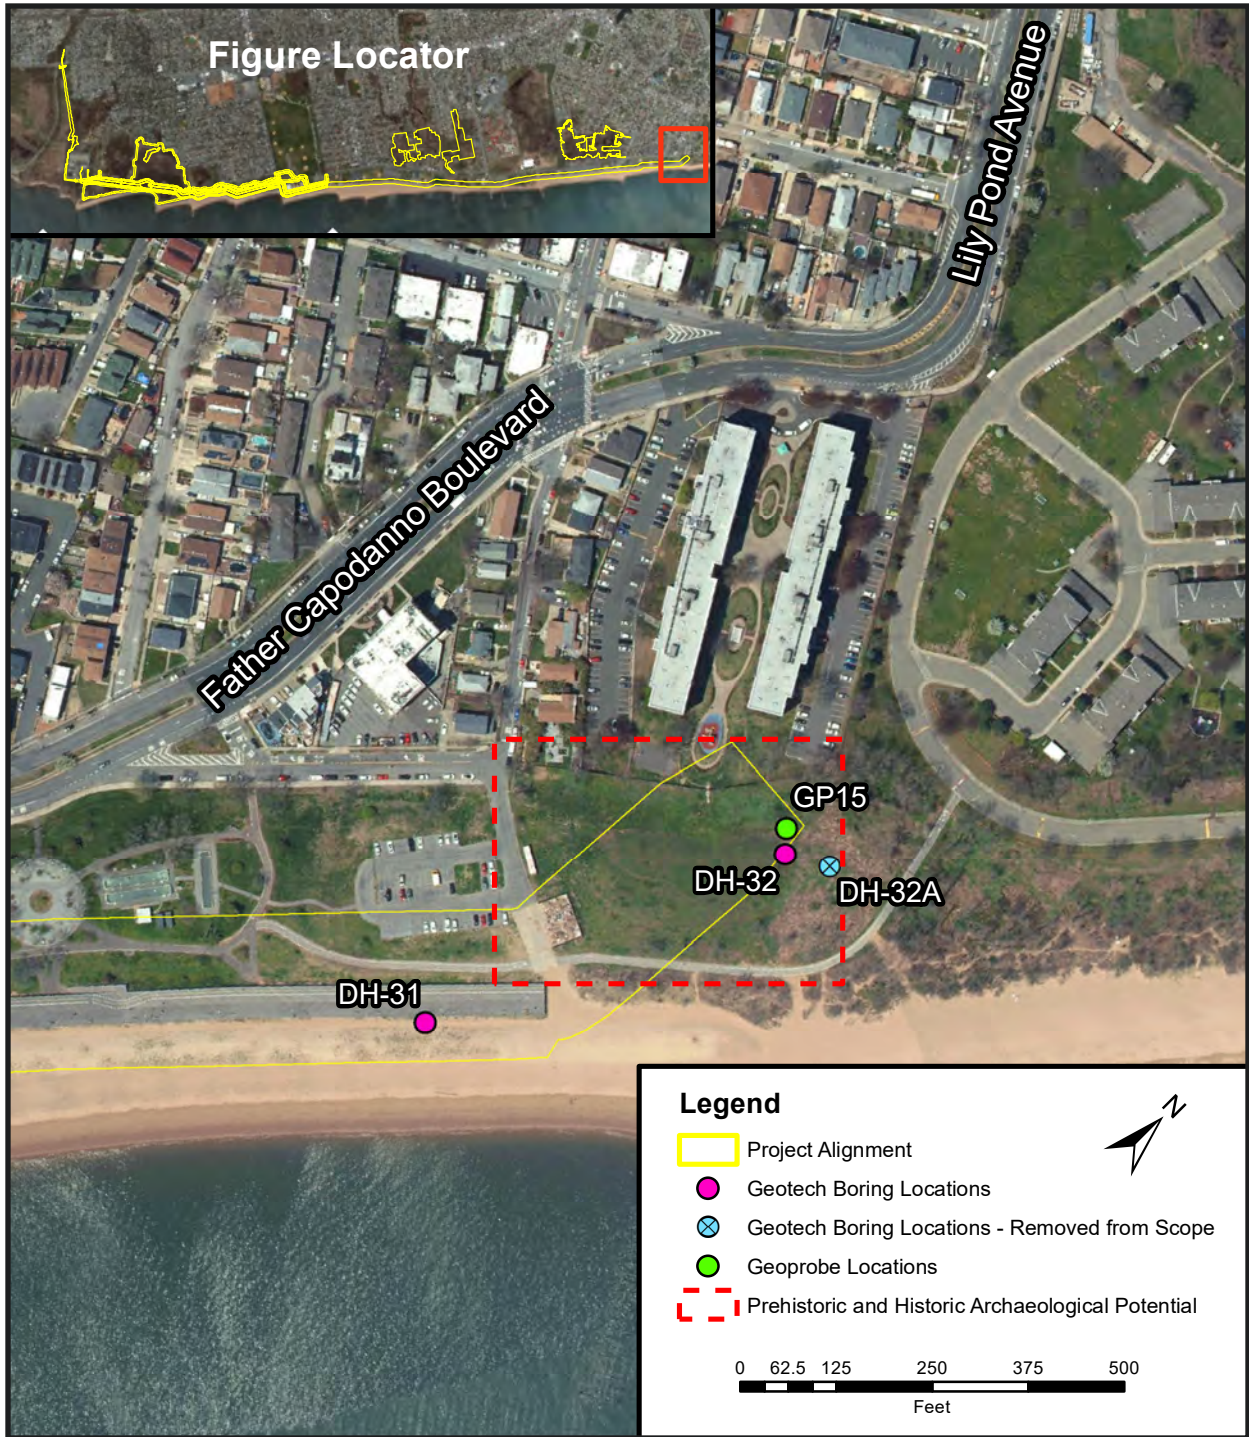 Figure Locator
Lily Pond Avenue
Father Capodanno Boulevard
GP15
DH-32
DH-32A
DH-31
Legend
N
Project Alignment
Geotech Boring Locations
Geotech Boring Locations - Removed from Scope
Geoprobe Locations
Prehistoric and Historic Archaeological Potential
0 62.5 125 250 375 500
Feet